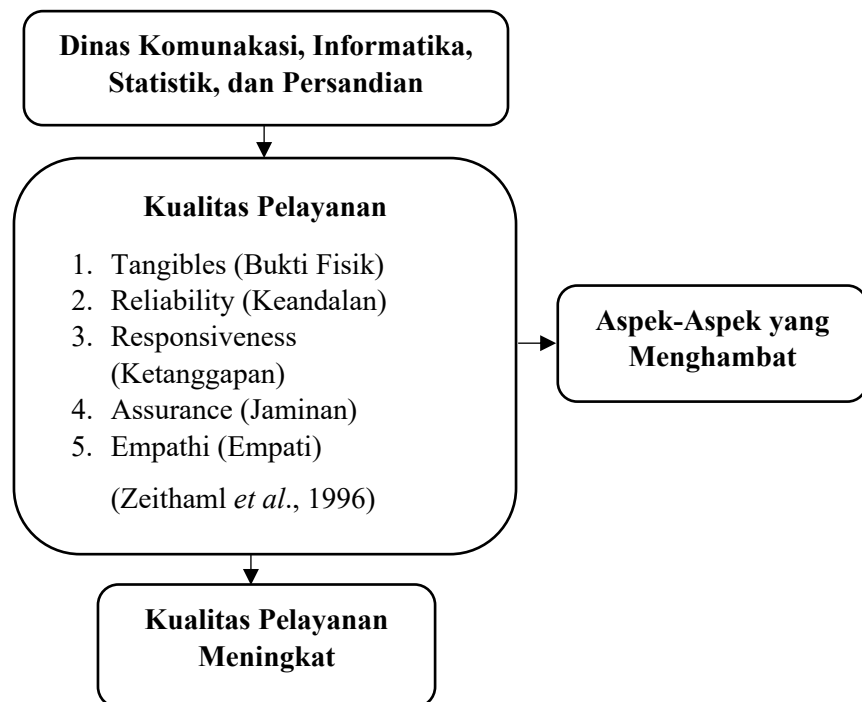 Dinas Komunakasi, Informatika,
Statistik, dan Persandian
Kualitas Pelayanan
1. Tangibles (Bukti Fisik)
2. Reliability (Keandalan)
3. Responsiveness
(Ketanggapan)
4. Assurance (Jaminan)
5. Empathi (Empati)
(Zeithaml et al., 1996)
Aspek-Aspek yang
Menghambat
Kualitas Pelayanan
Meningkat